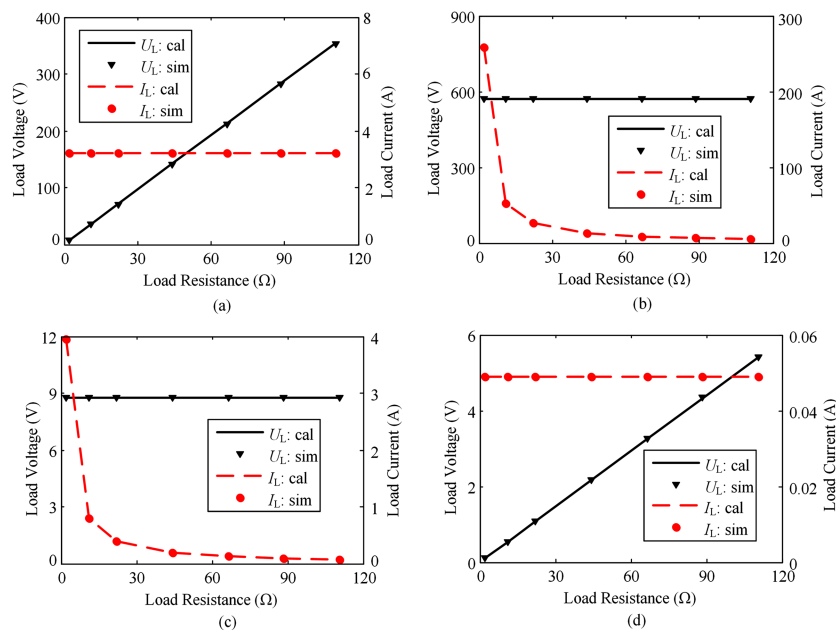 400
300
200
100
0
Load Voltage (V)
8
6
4
2
0
Load Current (A)
U_L: cal
U_L: sim
I_L: cal
I_L: sim
0 30 60 90 120
Load Resistance (Ω)
(a)
900
600
300
0
Load Voltage (V)
300
200
100
0
Load Current (A)
U_L: cal
U_L: sim
I_L: cal
I_L: sim
0 30 60 90 120
Load Resistance (Ω)
(b)
12
9
6
3
0
Load Voltage (V)
4
3
2
1
0
Load Current (A)
U_L: cal
U_L: sim
I_L: cal
I_L: sim
0 30 60 90 120
Load Resistance (Ω)
(c)
6
4
2
0
Load Voltage (V)
0.06
0.04
0.02
0.00
Load Current (A)
U_L: cal
U_L: sim
I_L: cal
I_L: sim
0 30 60 90 120
Load Resistance (Ω)
(d)